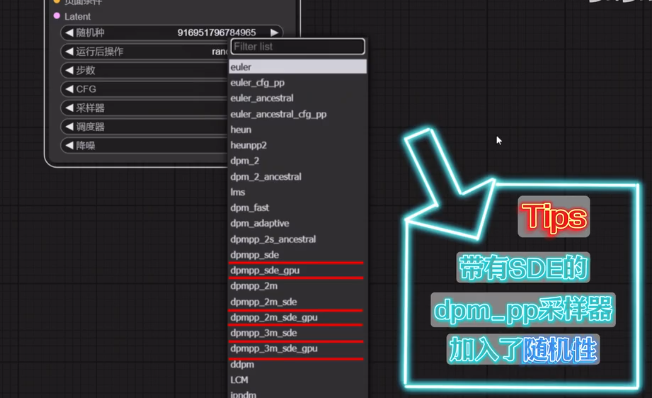 负面条件
Latent
随机种 916951796784965
运行后操作 ran
步数
CFG
采样器
调度器
降噪
Filter list
euler
euler_cfg_pp
euler_ancestral
euler_ancestral_cfg_pp
heun
heunpp2
dpm_2
dpm_2_ancestral
lms
dpm_fast
dpm_adaptive
dpmpp_2s_ancestral
dpmpp_sde
dpmpp_sde_gpu
dpmpp_2m
dpmpp_2m_sde
dpmpp_2m_sde_gpu
dpmpp_3m_sde
dpmpp_3m_sde_gpu
ddpm
LCM
ipndm
Tips
带有SDE的
dpm_pp采样器
加入了随机性